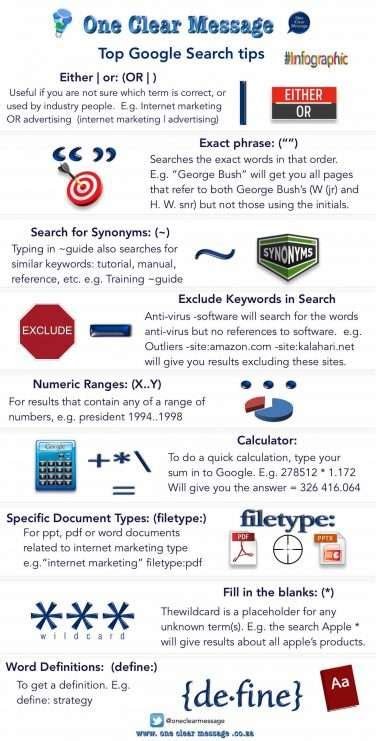 One Clear Message
Top Google Search tips
#Infographic
Either | or: (OR | )
Useful if you are not sure which term is correct, or
used by industry people. E.g. Internet marketing
OR advertising (internet marketing | advertising)
EITHER
OR
Exact phrase: (“”)
Searches the exact words in that order.
E.g. “George Bush” will get you all pages
that refer to both George Bush’s (W (jr) and
H. W. snr) but not those using the initials.
Search for Synonyms: (~)
Typing in ~guide also searches for
similar keywords: tutorial, manual,
reference, etc. e.g. Training ~guide
SYNONYMS
Exclude Keywords in Search
Anti-virus -software will search for the words
anti-virus but no references to software. e.g.
Outliers -site:amazon.com -site:kalahari.net
will give you results excluding these sites.
EXCLUDE
Numeric Ranges: (X..Y)
For results that contain any of a range of
numbers, e.g. president 1994..1998
Calculator:
To do a quick calculation, type your
sum in to Google. E.g. 278512 * 1.172
Will give you the answer = 326 416.064
Google
+*\
=
Specific Document Types: (filetype:)
For ppt, pdf or word documents
related to internet marketing type
e.g.“internet marketing” filetype:pdf
filetype:
PDF
PPTX
Fill in the blanks: (*)
Thewildcard is a placeholder for any
unknown term(s). E.g. the search Apple *
will give results about all apple’s products.
***
wildcard
Word Definitions: (define:)
To get a definition. E.g.
define: strategy
{de·fine}
Aa
@oneclearmessage
www. one clear message .co.za